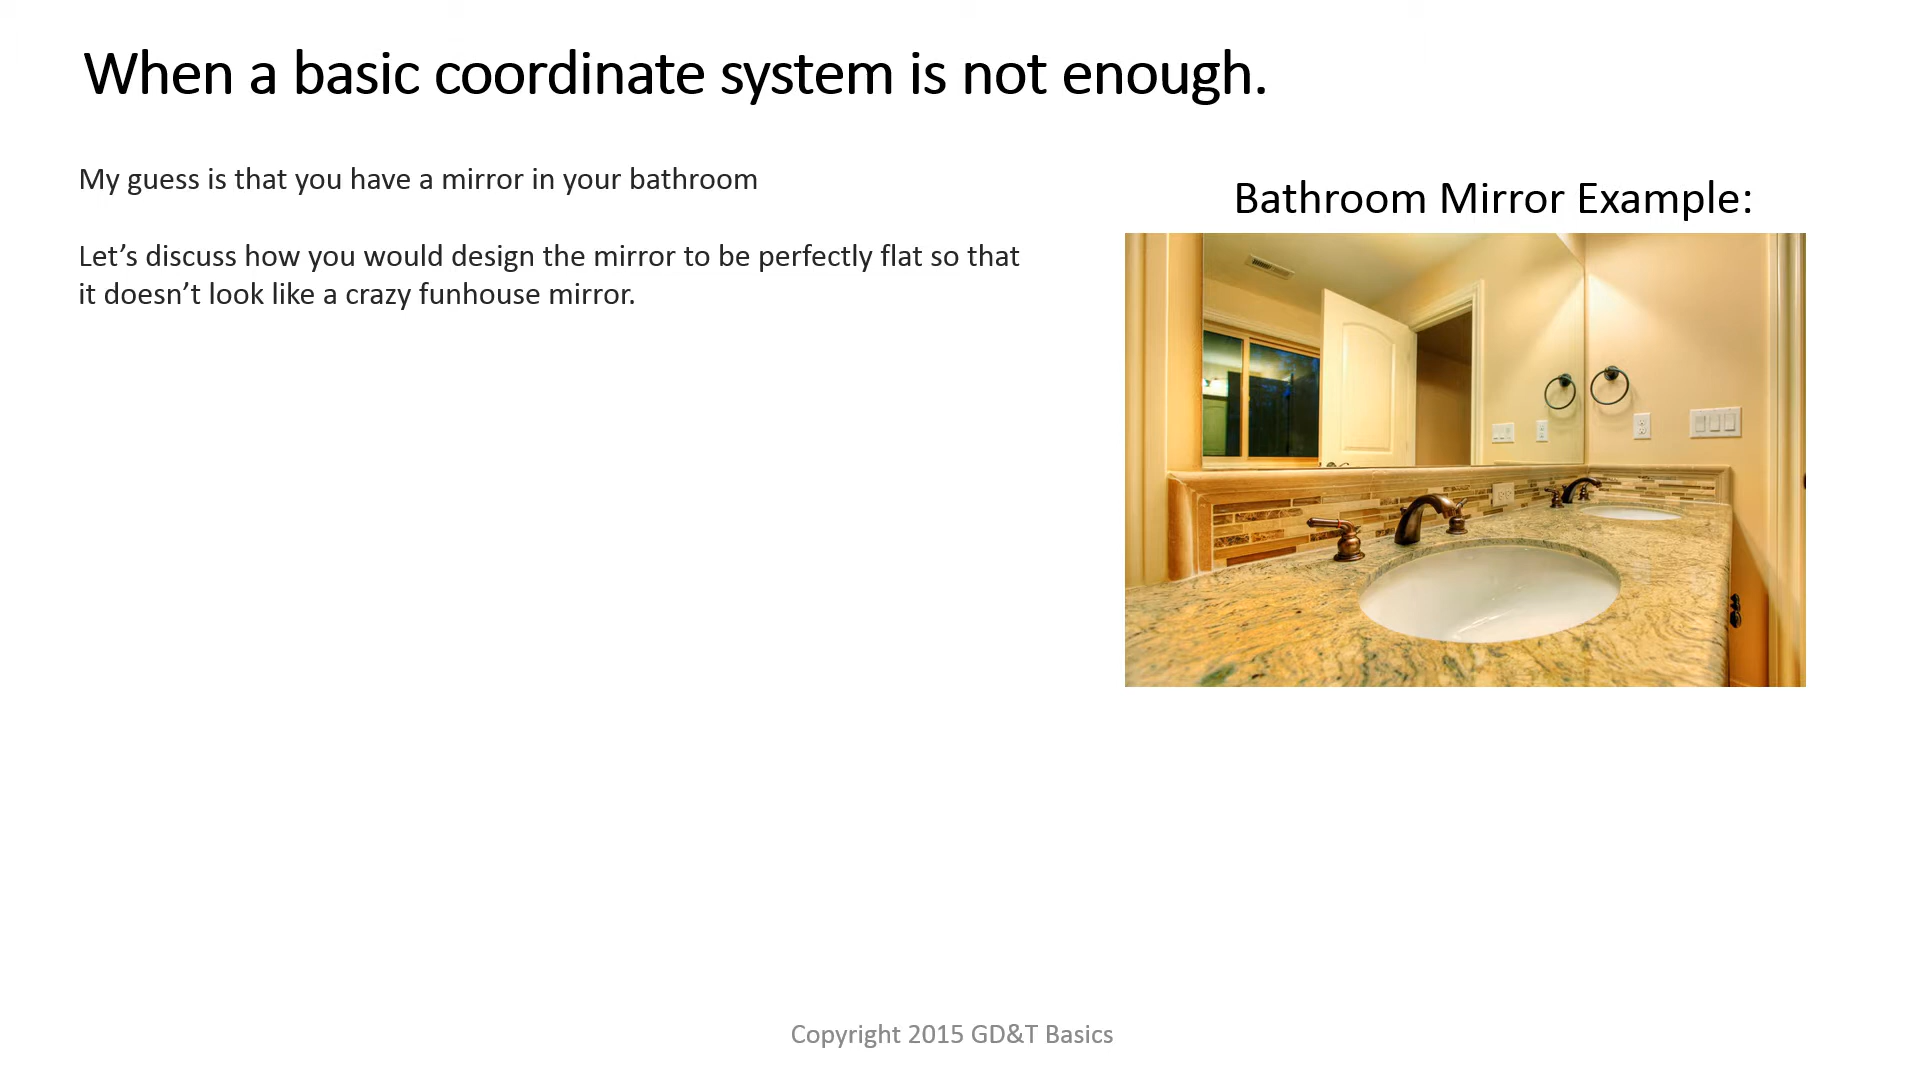 When a basic coordinate system is not enough.
My guess is that you have a mirror in your bathroom
Let’s discuss how you would design the mirror to be perfectly flat so that
it doesn’t look like a crazy funhouse mirror.
Bathroom Mirror Example:
Copyright 2015 GD&T Basics